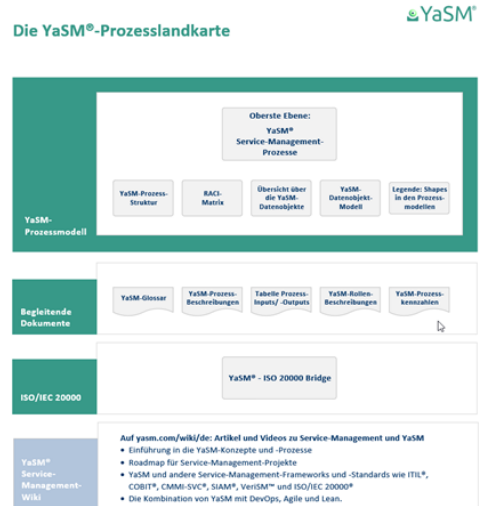 YaSM®
Die YaSM®-Prozesslandkarte
Oberste Ebene:
YaSM®
Service-Management-
Prozesse
YaSM-Prozess-
Struktur
RACI-
Matrix
Übersicht über
die YaSM-
Datenobjekte
YaSM-
Datenobjekt-
Modell
Legende: Shapes
in den Prozess-
modellen
YaSM-
Prozessmodell
YaSM-Glossar
YaSM-Prozess-
Beschreibungen
Tabelle Prozess-
Inputs/ -Outputs
YaSM-Rollen-
Beschreibungen
YaSM-Prozess-
kennzahlen
Begleitende
Dokumente
YaSM® - ISO 20000 Bridge
ISO/IEC 20000
YaSM®
Service-
Management-
Wiki
Auf yasm.com/wiki/de: Artikel und Videos zu Service-Management und YaSM
• Einführung in die YaSM-Konzepte und -Prozesse
• Roadmap für Service-Management-Projekte
• YaSM und andere Service-Management-Frameworks und -Standards wie ITIL®,
COBIT®, CMMI-SVC®, SIAM®, VeriSM™ und ISO/IEC 20000®
• Die Kombination von YaSM mit DevOps, Agile und Lean.